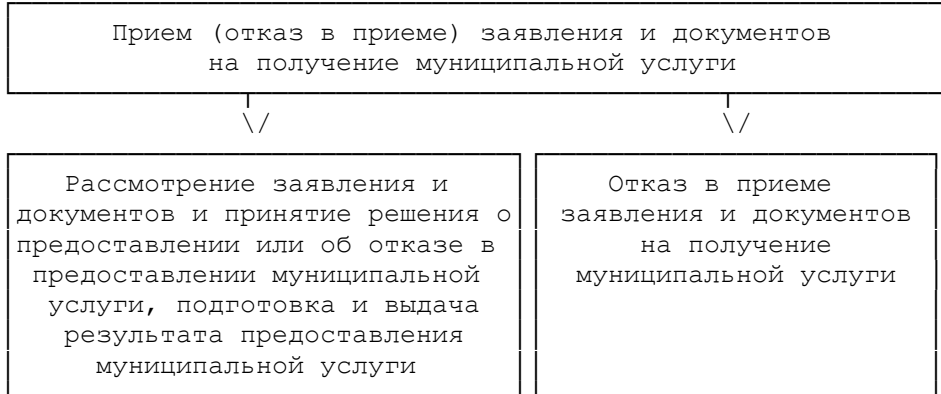 Прием (отказ в приеме) заявления и документов
на получение муниципальной услуги
Рассмотрение заявления и
документов и принятие решения о
предоставлении или об отказе в
предоставлении муниципальной
услуги, подготовка и выдача
результата предоставления
муниципальной услуги
Отказ в приеме
заявления и документов
на получение
муниципальной услуги